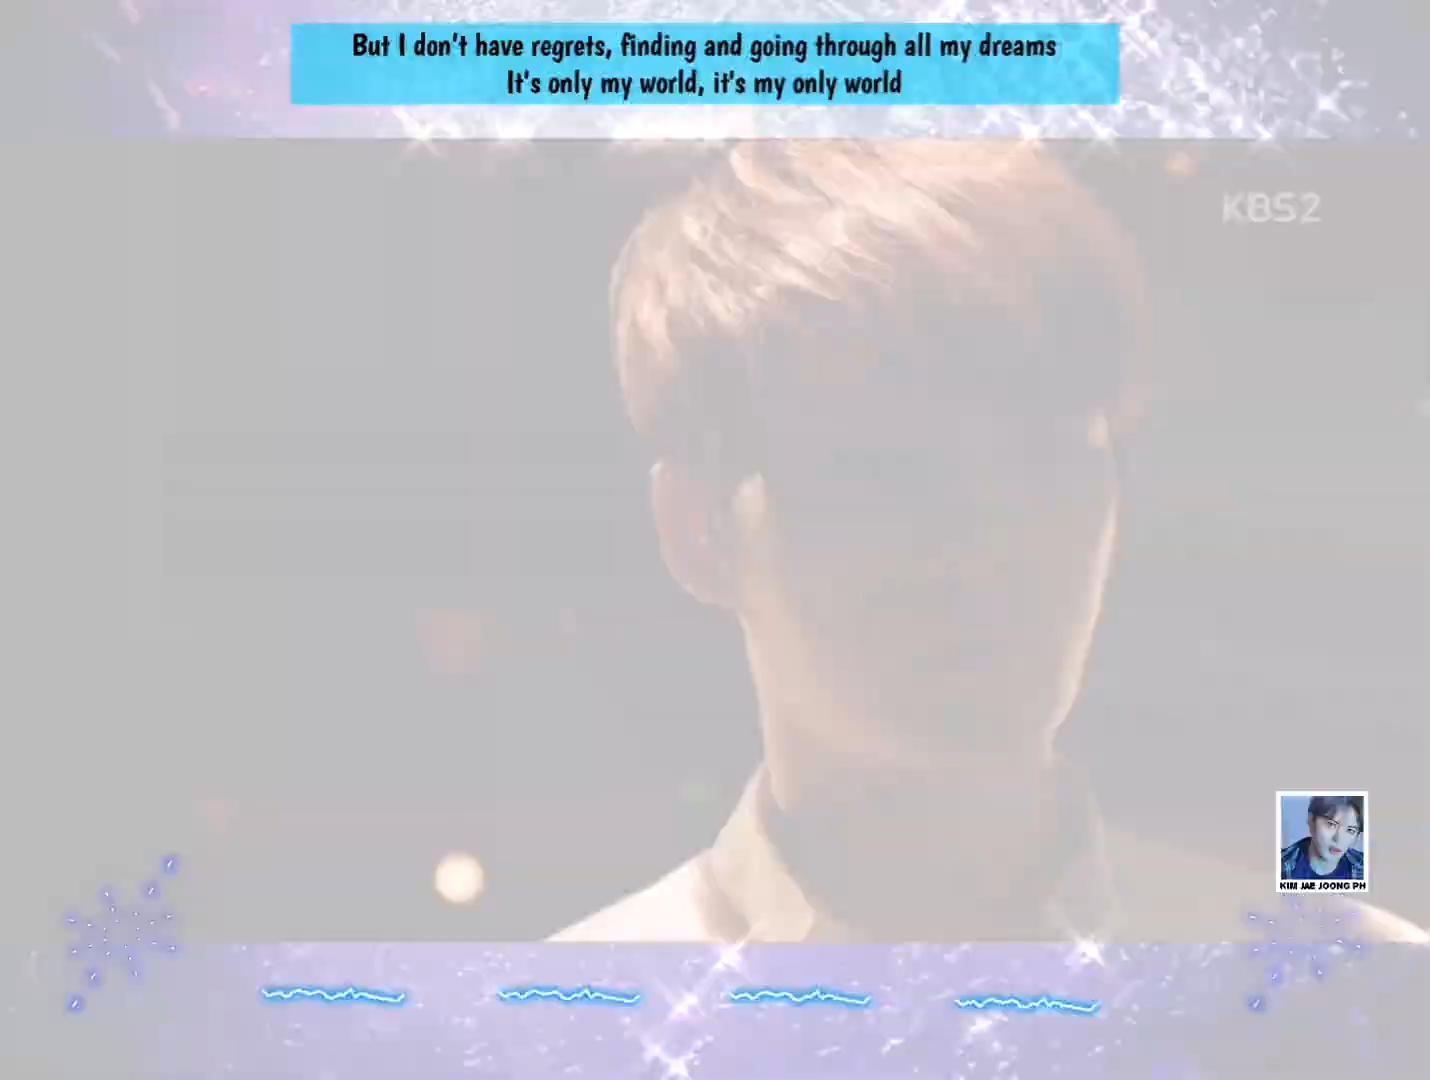 But I don't have regrets, finding and going through all my dreams
It's only my world, it's my only world
KBS2
KIM JAE JOONG PH